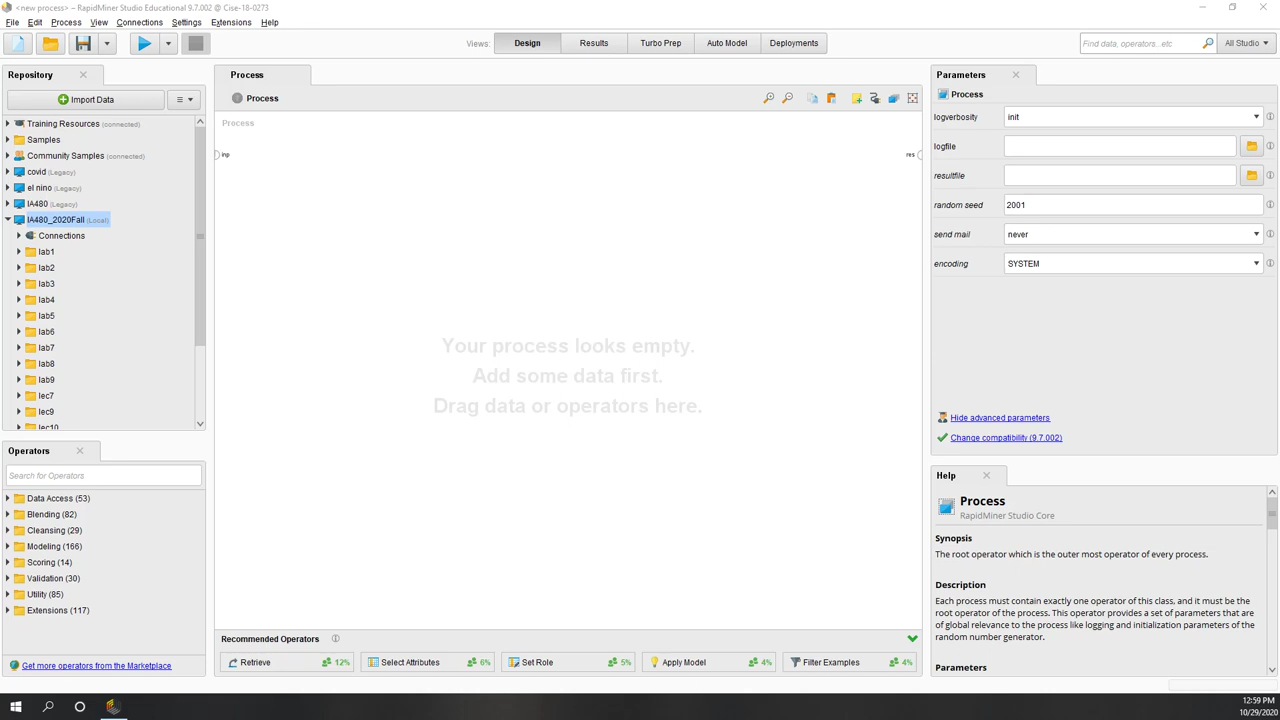 <new process> – RapidMiner Studio Educational 9.7.002 @ Cise-18-0273
File Edit Process View Connections Settings Extensions Help
Views: Design Results Turbo Prep Auto Model Deployments
Find data, operators...etc
All Studio
Repository
Import Data
Training Resources (connected)
Samples
Community Samples (connected)
covid (Legacy)
el nino (Legacy)
IA480 (Legacy)
IA480_2020Fall (Local)
Connections
lab1
lab2
lab3
lab4
lab5
lab6
lab7
lab8
lab9
lec7
lec9
lec10
Operators
Search for Operators
Data Access (53)
Blending (82)
Cleansing (29)
Modeling (166)
Scoring (14)
Validation (30)
Utility (85)
Extensions (117)
Get more operators from the Marketplace
Process
Process
Process
inp
res
Your process looks empty.
Add some data first.
Drag data or operators here.
Recommended Operators
Retrieve 12%
Select Attributes 6%
Set Role 5%
Apply Model 4%
Filter Examples 4%
Parameters
Process
logverbosity init
logfile
resultfile
random seed 2001
send mail never
encoding SYSTEM
Hide advanced parameters
Change compatibility (9.7.002)
Help
Process
RapidMiner Studio Core
Synopsis
The root operator which is the outer most operator of every process.
Description
Each process must contain exactly one operator of this class, and it must be the
root operator of the process. This operator provides a set of parameters that are
of global relevance to the process like logging and initialization parameters of the
random number generator.
Parameters
12:59 PM
10/29/2020